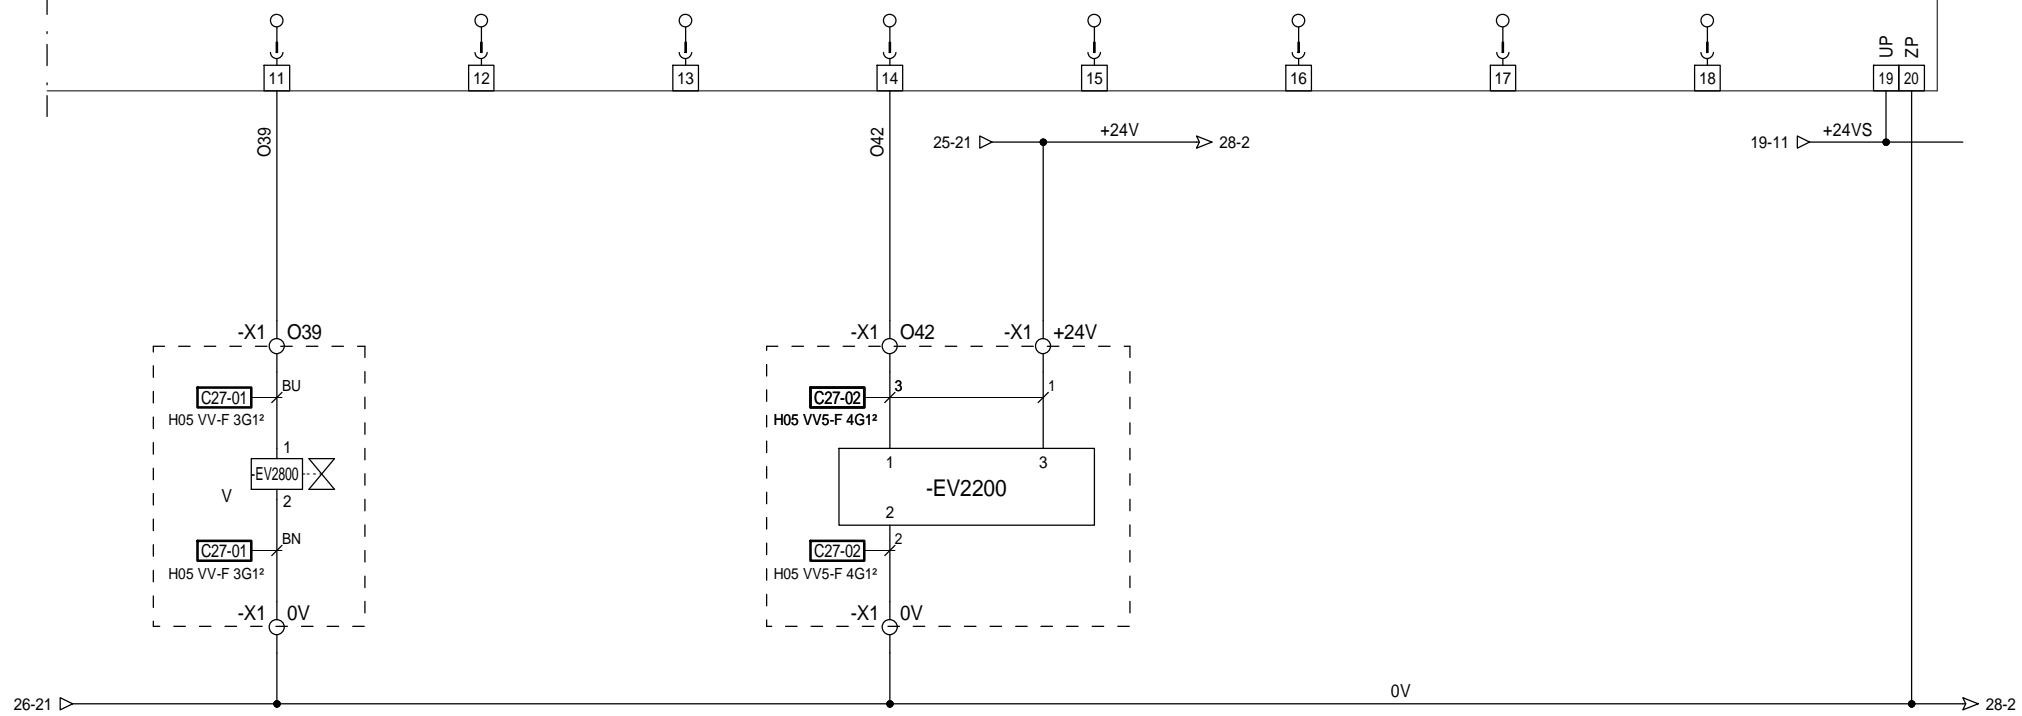 UP ZP
11 12 13 14 15 16 17 18 19 20
O39 O42
25-21 +24V 28-2
19-11 +24VS
-X1 O39 -X1 O42 -X1 +24V
C27-01 BU C27-02 3 1
H05 VV-F 3G1² H05 VV5-F 4G1²
1 1 3
-EV2800 -EV2200
V 2 2
C27-01 BN C27-02 2
H05 VV-F 3G1² H05 VV5-F 4G1²
-X1 0V -X1 0V
26-21 0V 28-2